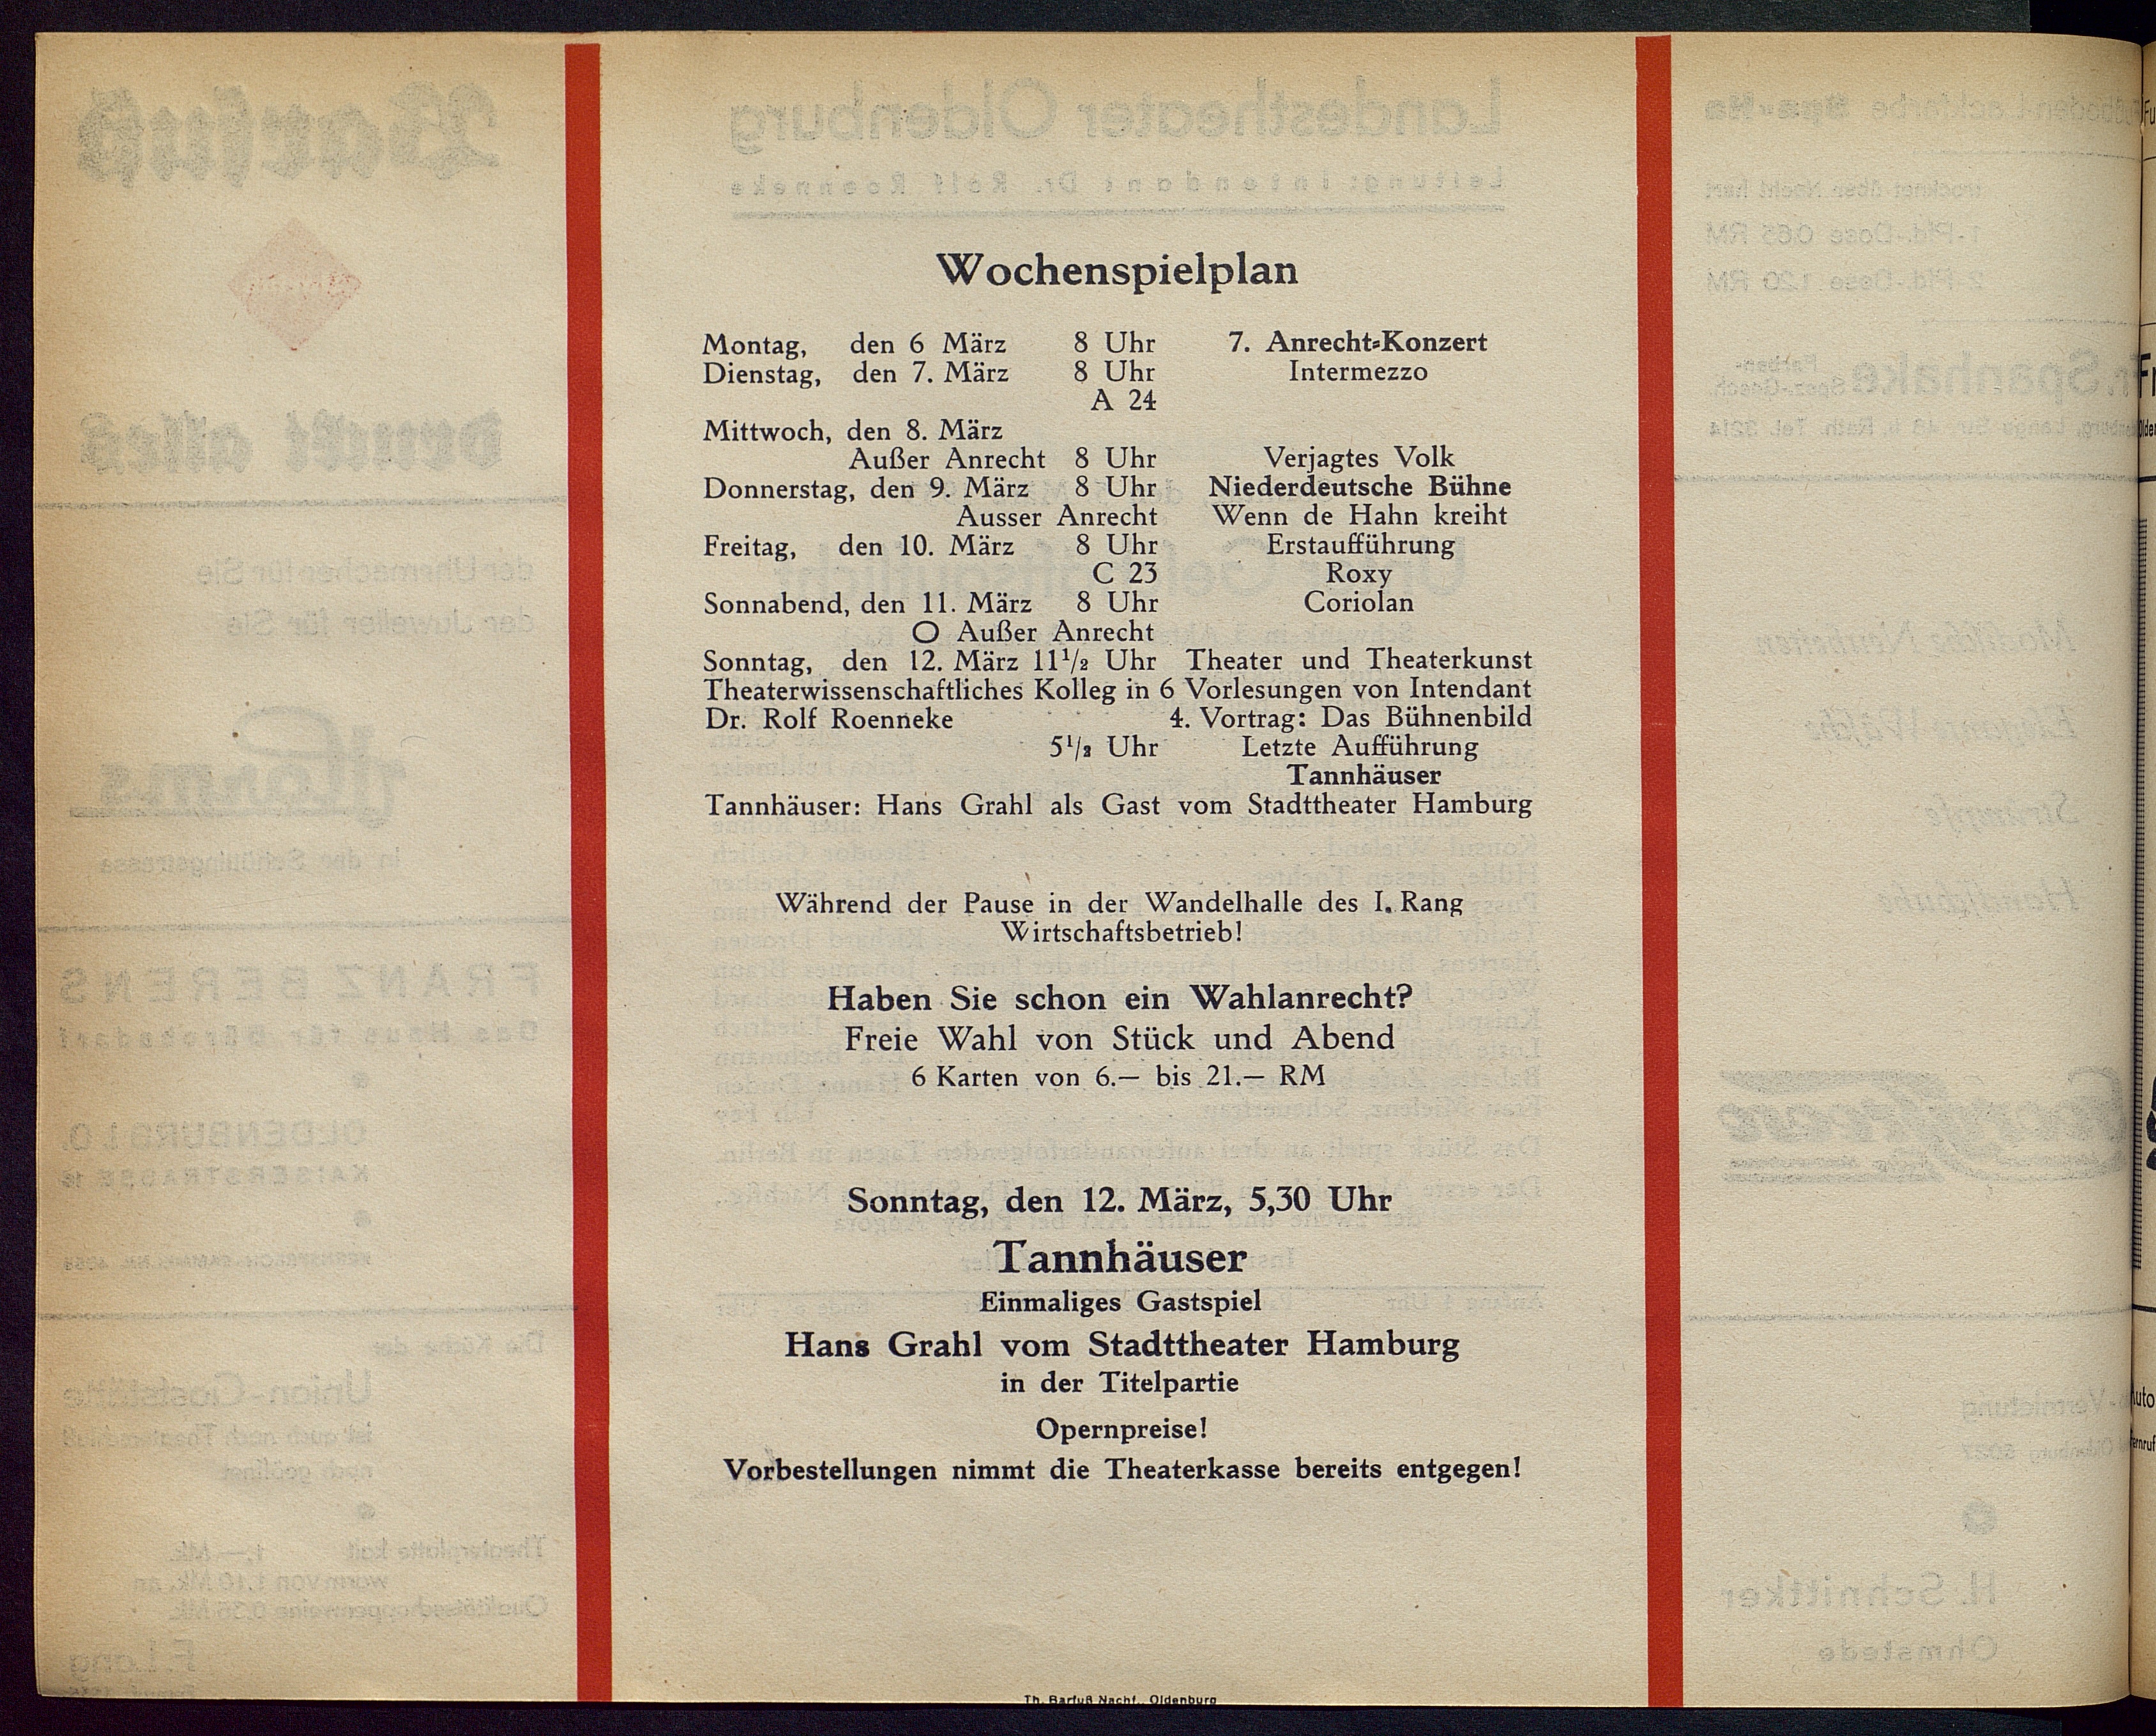 Wochenspielplan
Montag, den 6 März 8 Uhr 7. Anrecht-Konzert
Dienstag, den 7. März 8 Uhr Intermezzo
A 24
Mittwoch, den 8. März
Außer Anrecht 8 Uhr Verjagtes Volk
Donnerstag, den 9. März 8 Uhr Niederdeutsche Bühne
Ausser Anrecht Wenn de Hahn kreiht
Freitag, den 10. März 8 Uhr Erstaufführung
C 23 Roxy
Sonnabend, den 11. März 8 Uhr Coriolan
O Außer Anrecht
Sonntag, den 12. März 11½ Uhr Theater und Theaterkunst
Theaterwissenschaftliches Kolleg in 6 Vorlesungen von Intendant
Dr. Rolf Roenneke 4. Vortrag: Das Bühnenbild
5½ Uhr Letzte Aufführung
Tannhäuser
Tannhäuser: Hans Grahl als Gast vom Stadttheater Hamburg
Während der Pause in der Wandelhalle des I. Rang
Wirtschaftsbetrieb!
Haben Sie schon ein Wahlanrecht?
Freie Wahl von Stück und Abend
6 Karten von 6.— bis 21.— RM
Sonntag, den 12. März, 5,30 Uhr
Tannhäuser
Einmaliges Gastspiel
Hans Grahl vom Stadttheater Hamburg
in der Titelpartie
Opernpreise!
Vorbestellungen nimmt die Theaterkasse bereits entgegen!
Th. Barfuß Nachf., Oldenburg